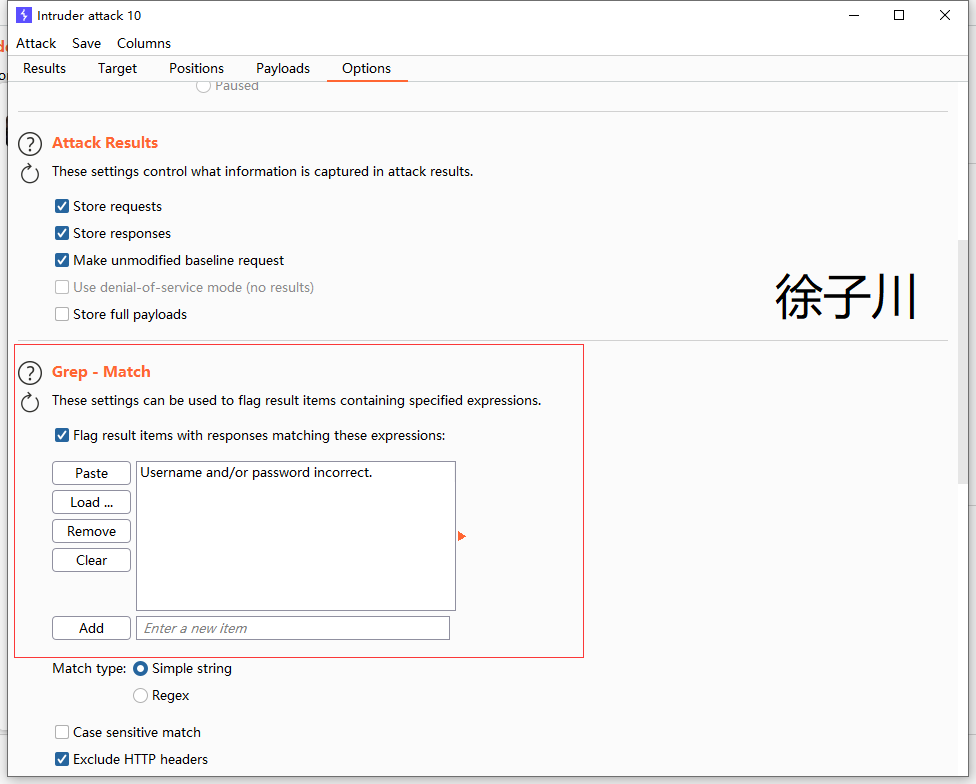 Intruder attack 10
Attack Save Columns
Results Target Positions Payloads Options
Paused
Attack Results
These settings control what information is captured in attack results.
Store requests
Store responses
Make unmodified baseline request
Use denial-of-service mode (no results)
Store full payloads
徐子川
Grep - Match
These settings can be used to flag result items containing specified expressions.
Flag result items with responses matching these expressions:
Paste
Username and/or password incorrect.
Load ...
Remove
Clear
Add
Enter a new item
Match type: Simple string
Regex
Case sensitive match
Exclude HTTP headers